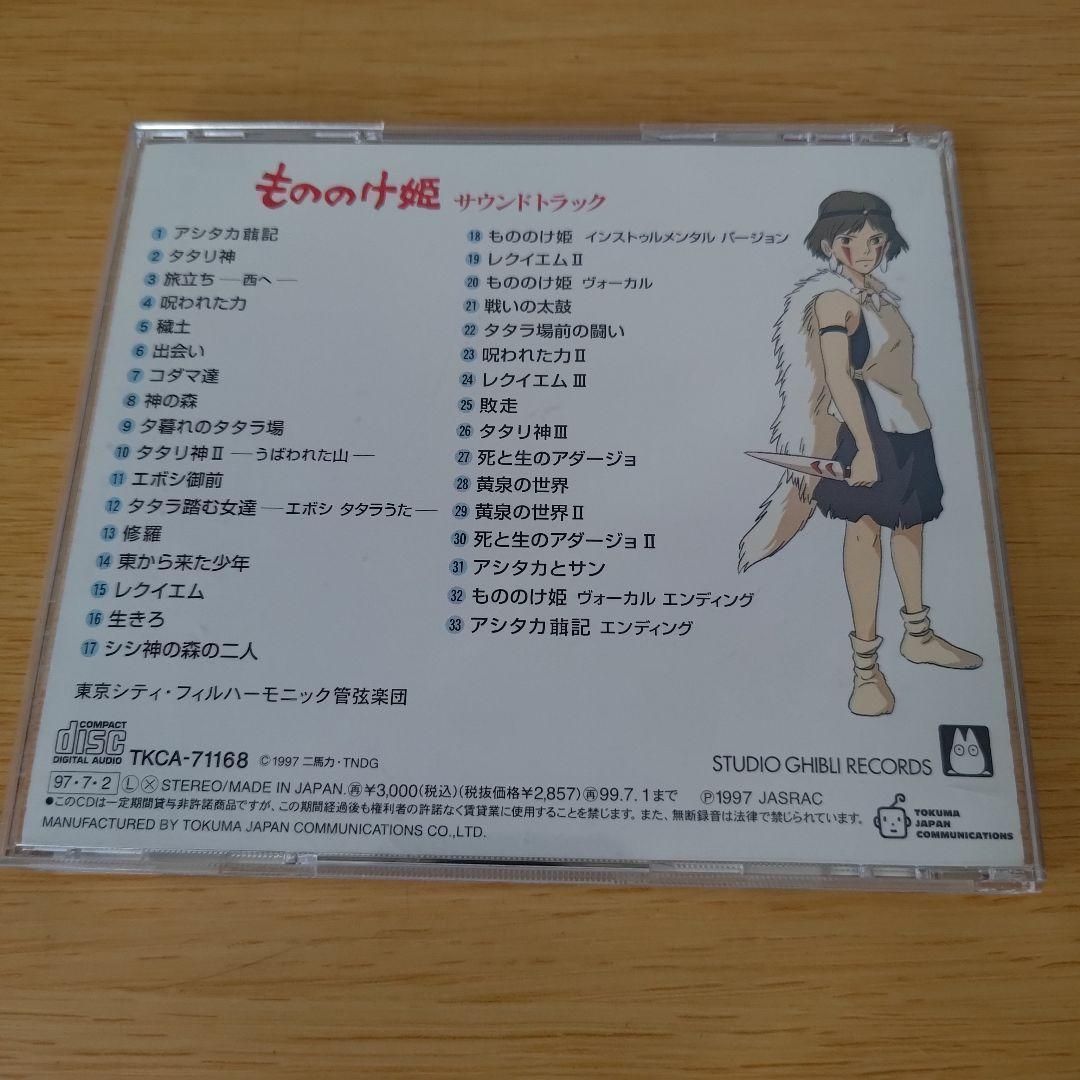 もののけ姫 サウンドトラック
1 アシタカ聶記
2 タタリ神
3 旅立ち ―西へ―
4 呪われた力
5 穢土
6 出会い
7 コダマ達
8 神の森
9 夕暮れのタタラ場
10 タタリ神Ⅱ ―うばわれた山―
11 エボシ御前
12 タタラ踏む女達 ―エボシ タタラうた―
13 修羅
14 東から来た少年
15 レクイエム
16 生きろ
17 シシ神の森の二人
18 もののけ姫 インストゥルメンタル バージョン
19 レクイエムⅡ
20 もののけ姫 ヴォーカル
21 戦いの太鼓
22 タタラ場前の闘い
23 呪われた力Ⅱ
24 レクイエムⅢ
25 敗走
26 タタリ神Ⅲ
27 死と生のアダージョ
28 黄泉の世界
29 黄泉の世界Ⅱ
30 死と生のアダージョⅡ
31 アシタカとサン
32 もののけ姫 ヴォーカル エンディング
33 アシタカ聶記 エンディング
東京シティ・フィルハーモニック管弦楽団
COMPACT
disc
DIGITAL AUDIO
TKCA-71168 ©1997 二馬力・TNDG
STUDIO GHIBLI RECORDS
97・7・2 Ⓛ Ⓧ STEREO/MADE IN JAPAN.㊢¥3,000(税込)(税抜価格¥2,857)㊢99.7.1まで ℗1997 JASRAC
●このCDは一定期間貸与非許諾商品ですが、この期間経過後も権利者の許諾なく賃貸業に使用することを禁じます。また、無断録音は法律で禁じられています。
MANUFACTURED BY TOKUMA JAPAN COMMUNICATIONS CO.,LTD.
TOKUMA
JAPAN
COMMUNICATIONS